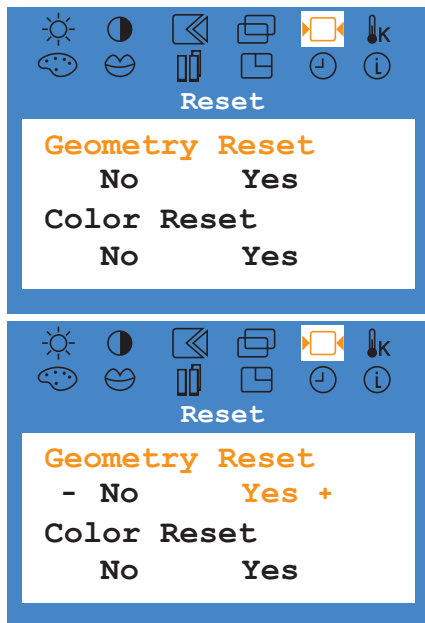 K
Reset
Geometry Reset
No Yes
Color Reset
No Yes
K
Reset
Geometry Reset
- No Yes +
Color Reset
No Yes